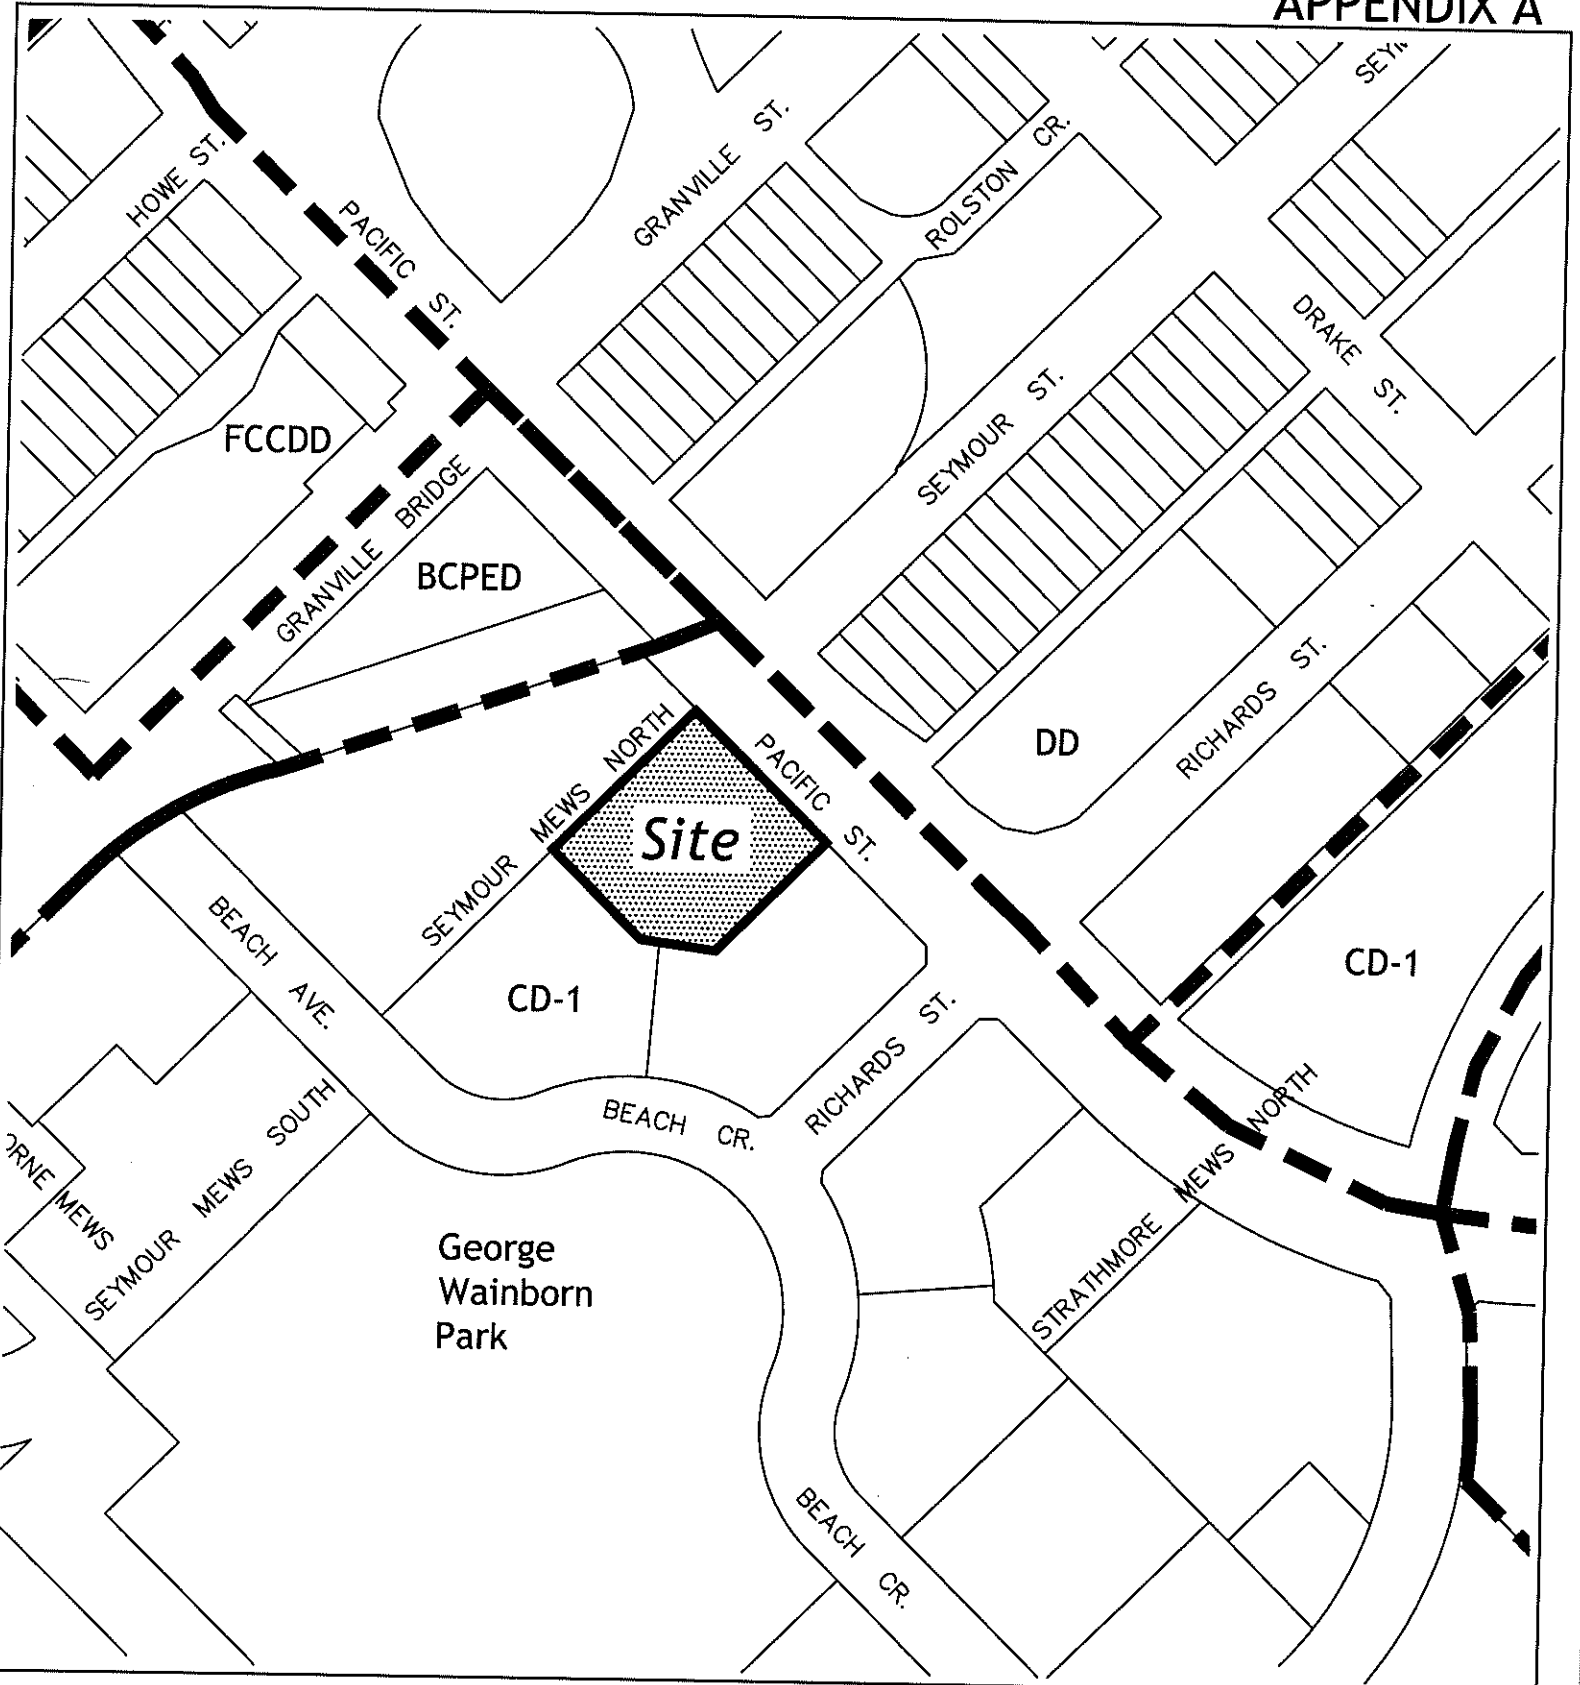 APPENDIX A
HOWE ST.
PACIFIC ST.
GRANVILLE ST.
ROLSTON CR.
DRAKE ST.
SEYMOUR ST.
FCCDD
GRANVILLE BRIDGE
BCPED
RICHARDS ST.
DD
SEYMOUR MEWS NORTH
PACIFIC ST.
Site
BEACH AVE.
CD-1
CD-1
RICHARDS ST.
BEACH CR.
STRATHMORE MEWS NORTH
SEYMOUR MEWS SOUTH
MEWS
George
Wainborn
Park
BEACH CR.